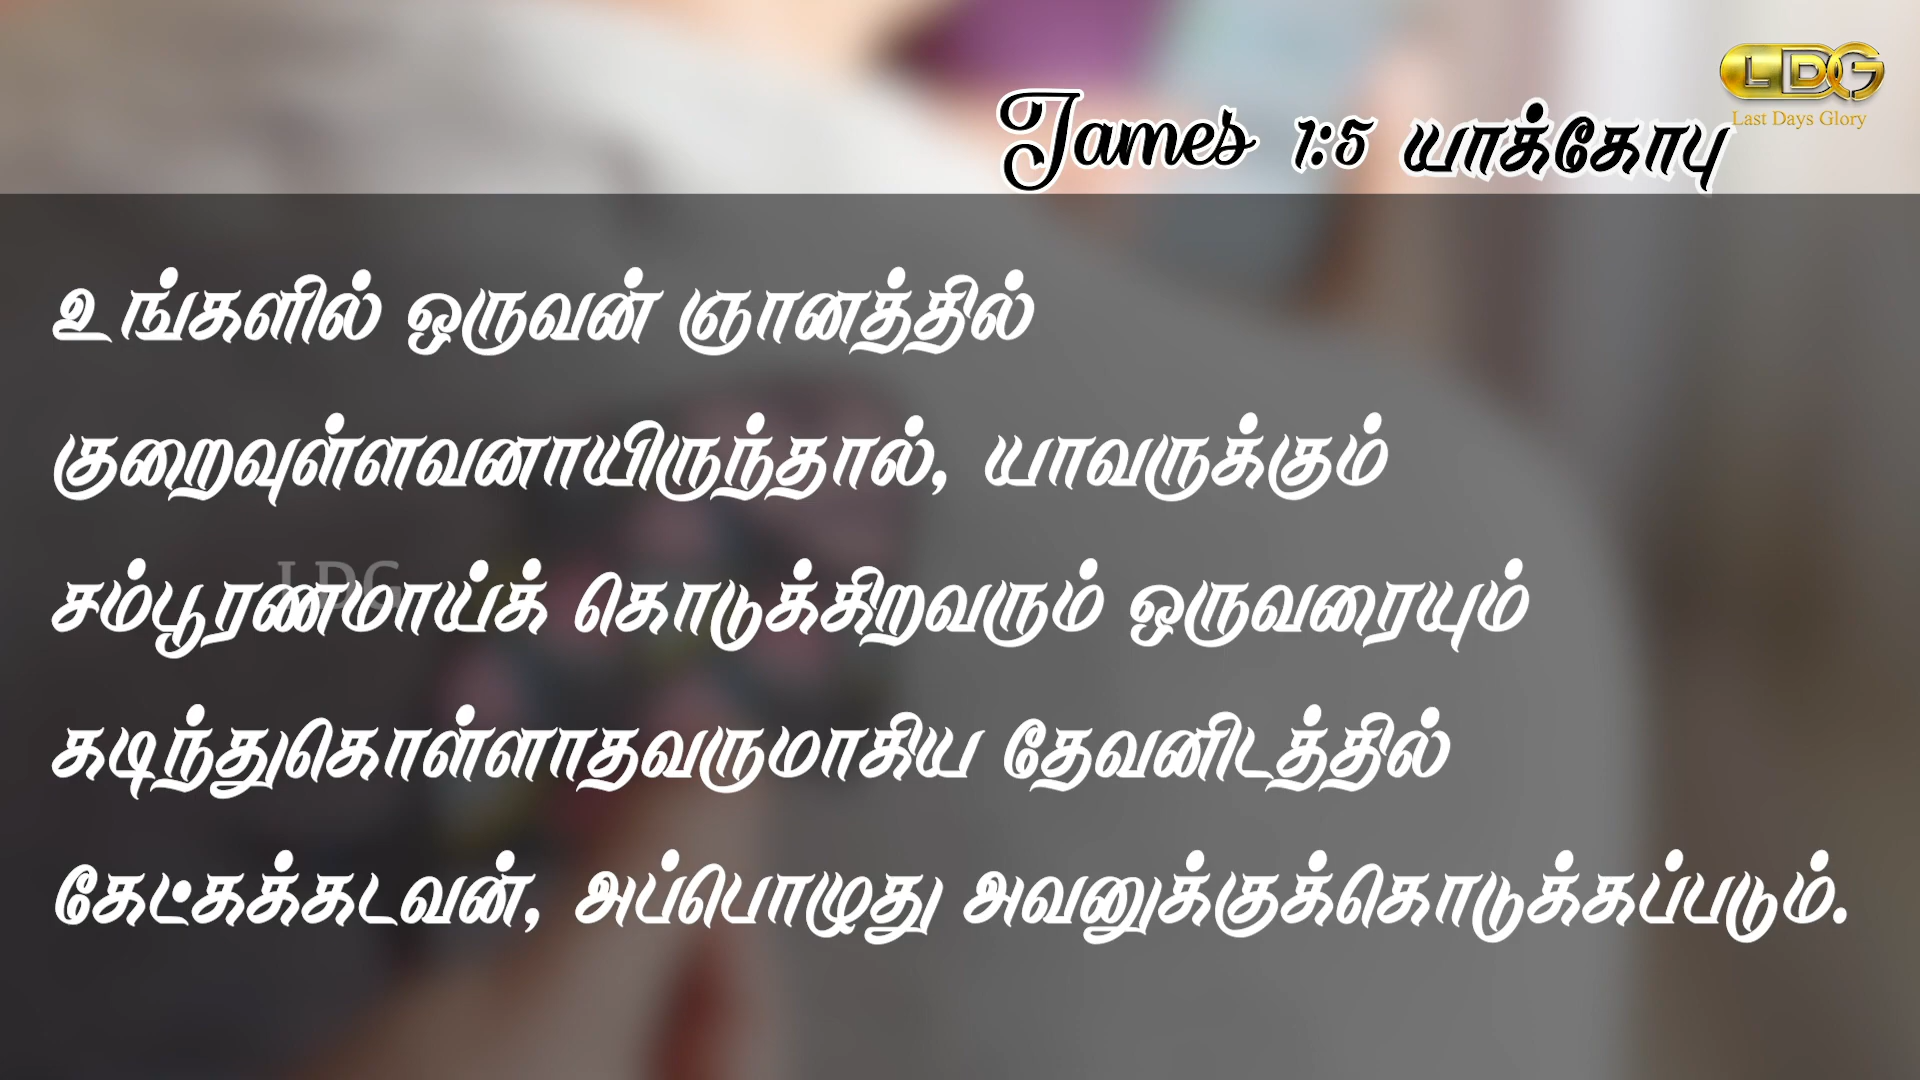 LDG
Last Days Glory
James 1:5 யாக்கோபு
உங்களில் ஒருவன் ஞானத்தில்
குறைவுள்ளவனாயிருந்தால், யாவருக்கும்
சம்பூரணமாய்க் கொடுக்கிறவரும் ஒருவரையும்
LDG
கடிந்துகொள்ளாதவருமாகிய தேவனிடத்தில்
கேட்கக்கடவன், அப்பொழுது அவனுக்குக்கொடுக்கப்படும்.